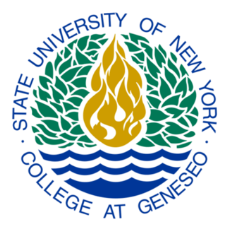 · STATE UNIVERSITY OF NEW YORK ·
COLLEGE AT GENESEO